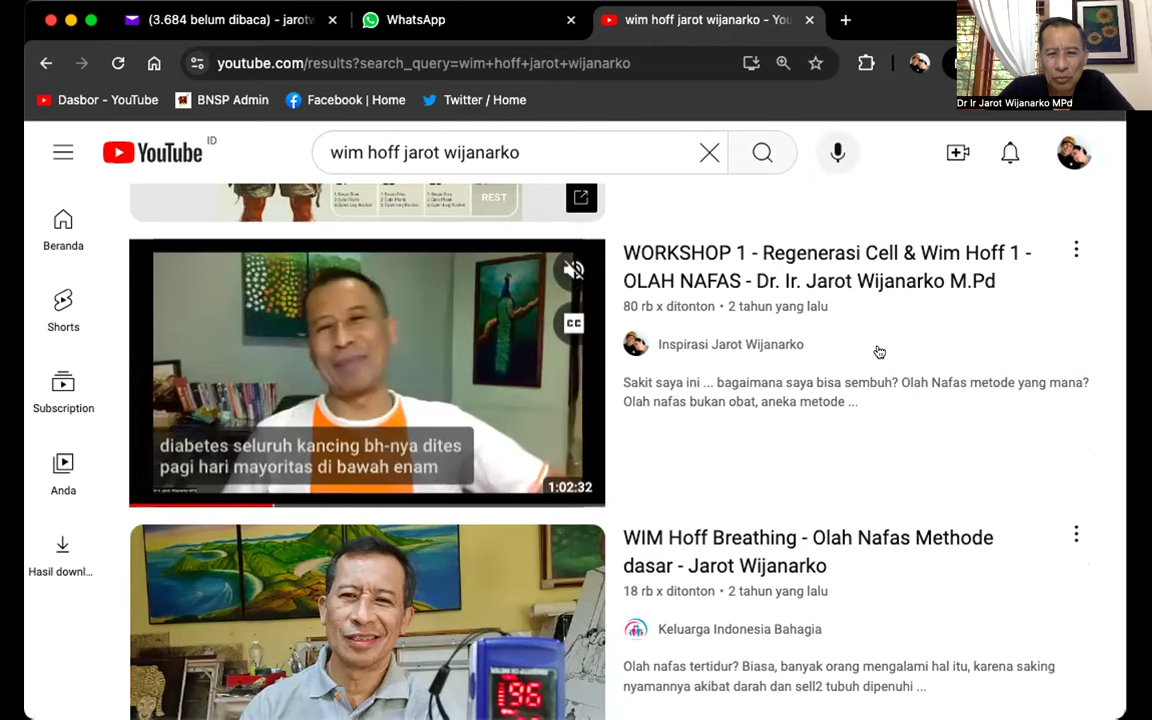 (3.684 belum dibaca) - jarotw
WhatsApp
wim hoff jarot wijanarko - You
youtube.com/results?search_query=wim+hoff+jarot+wijanarko
Dasbor - YouTube
BNSP Admin
Facebook | Home
Twitter / Home
Dr Ir Jarot Wijanarko MPd
YouTube ID
wim hoff jarot wijanarko
REST
Beranda
Shorts
Subscription
Anda
Hasil downl...
CC
diabetes seluruh kancing bh-nya dites
pagi hari mayoritas di bawah enam
1:02:32
WORKSHOP 1 - Regenerasi Cell & Wim Hoff 1 -
OLAH NAFAS - Dr. Ir. Jarot Wijanarko M.Pd
80 rb x ditonton • 2 tahun yang lalu
Inspirasi Jarot Wijanarko
Sakit saya ini ... bagaimana saya bisa sembuh? Olah Nafas metode yang mana?
Olah nafas bukan obat, aneka metode ...
96
WIM Hoff Breathing - Olah Nafas Methode
dasar - Jarot Wijanarko
18 rb x ditonton • 2 tahun yang lalu
Keluarga Indonesia Bahagia
Olah nafas tertidur? Biasa, banyak orang mengalami hal itu, karena saking
nyamannya akibat darah dan sell2 tubuh dipenuhi ...